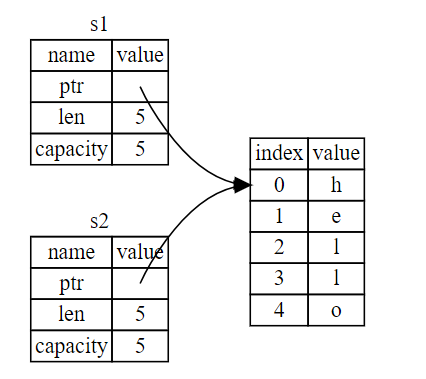 s1
name value
ptr
len 5
capacity 5
s2
name value
ptr
len 5
capacity 5
index value
0 h
1 e
2 l
3 l
4 o